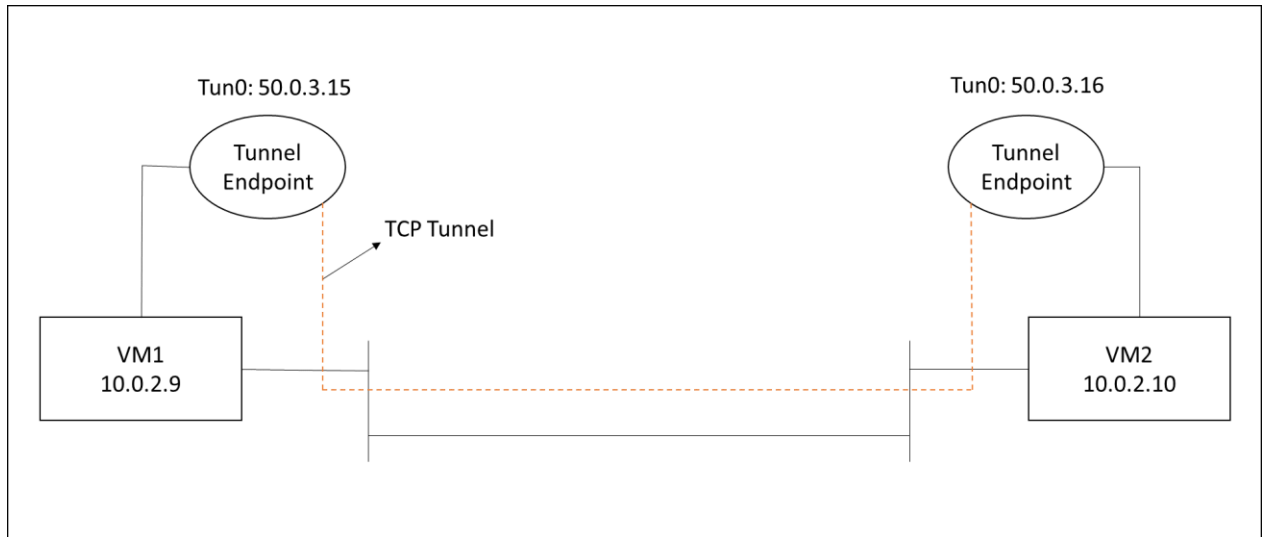 Tun0: 50.0.3.15
Tun0: 50.0.3.16
Tunnel
Endpoint
Tunnel
Endpoint
TCP Tunnel
VM1
10.0.2.9
VM2
10.0.2.10